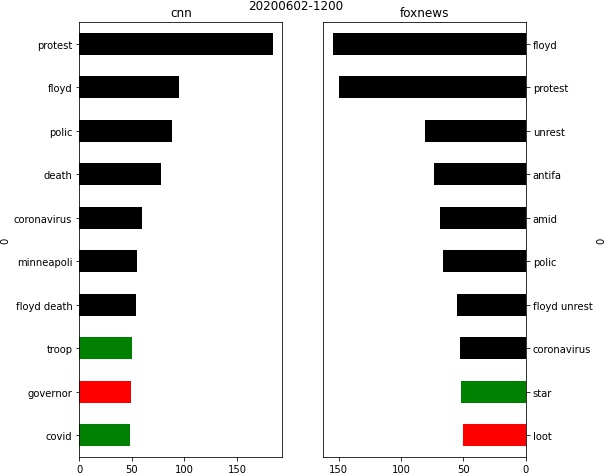 20200602-1200
cnn
foxnews
protest
floyd
polic
death
coronavirus
minneapoli
floyd death
troop
governor
covid
0
0 50 100 150
floyd
protest
unrest
antifa
amid
polic
floyd unrest
coronavirus
star
loot
0
150 100 50 0